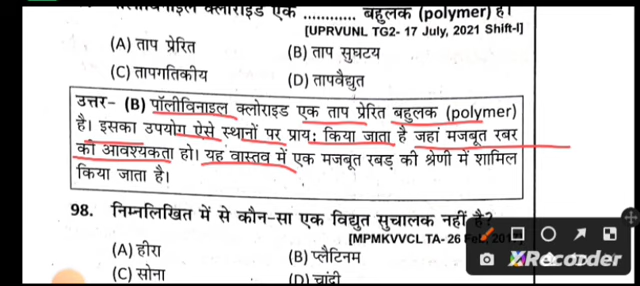 पॉलीविनाइल क्लोराइड एक ............ बहुलक (polymer) है।
[UPRVUNL TG2- 17 July, 2021 Shift-I]
(A) ताप प्रेरित (B) ताप सुघटय
(C) तापगतिकीय (D) तापवैद्युत
उत्तर- (B) पॉलीविनाइल क्लोराइड एक ताप प्रेरित बहुलक (polymer)
है। इसका उपयोग ऐसे स्थानों पर प्राय: किया जाता है जहां मजबूत रबर
की आवश्यकता हो। यह वास्तव में एक मजबूत रबड़ की श्रेणी में शामिल
किया जाता है।
98. निम्नलिखित में से कौन-सा एक विद्युत सुचालक नहीं है?
[MPMKVVCL TA- 26
(A) हीरा (B) प्लैटिनम
(C) सोना (D) चांदी
XRecorder